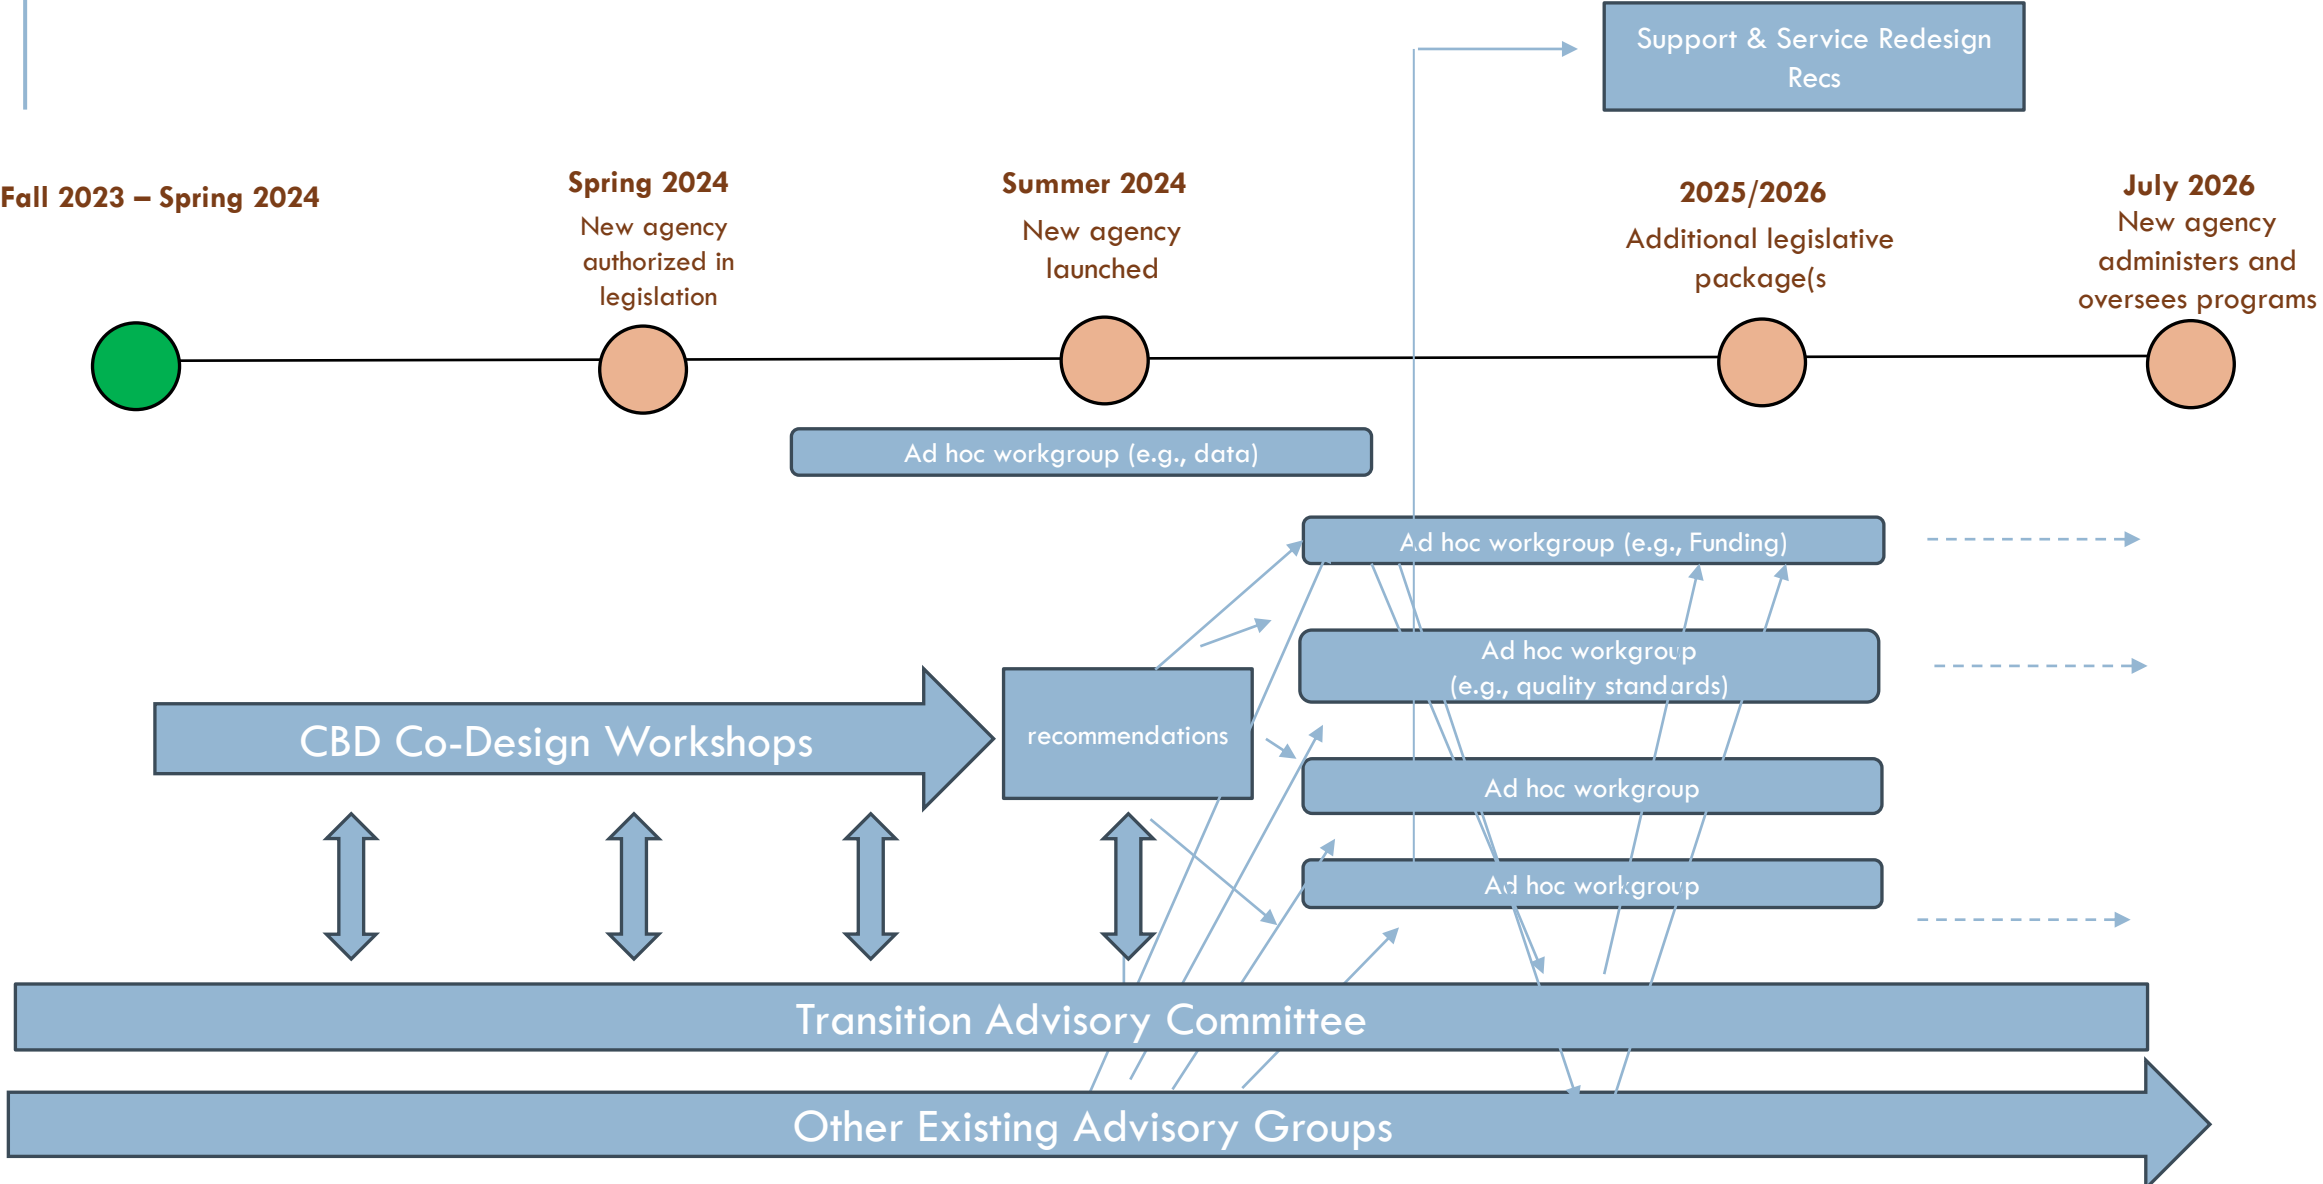 Support & Service Redesign
Recs
Fall 2023 – Spring 2024
Spring 2024
New agency
authorized in
legislation
Summer 2024
New agency
launched
2025/2026
Additional legislative
package(s
July 2026
New agency
administers and
oversees programs
Ad hoc workgroup (e.g., data)
Ad hoc workgroup (e.g., Funding)
Ad hoc workgroup
(e.g., quality standards)
CBD Co-Design Workshops
recommendations
Ad hoc workgroup
Ad hoc workgroup
Transition Advisory Committee
Other Existing Advisory Groups